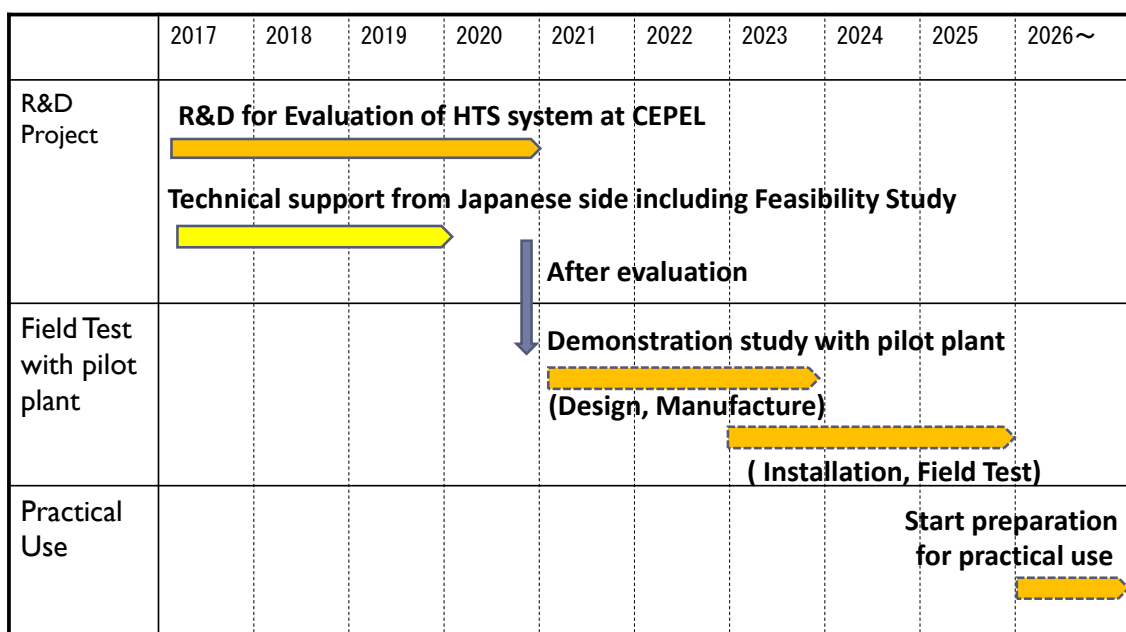 2017 2018 2019 2020 2021 2022 2023 2024 2025 2026～
R&D
Project
R&D for Evaluation of HTS system at CEPEL
Technical support from Japanese side including Feasibility Study
After evaluation
Field Test
with pilot
plant
Demonstration study with pilot plant
(Design, Manufacture)
( Installation, Field Test)
Practical
Use
Start preparation
for practical use